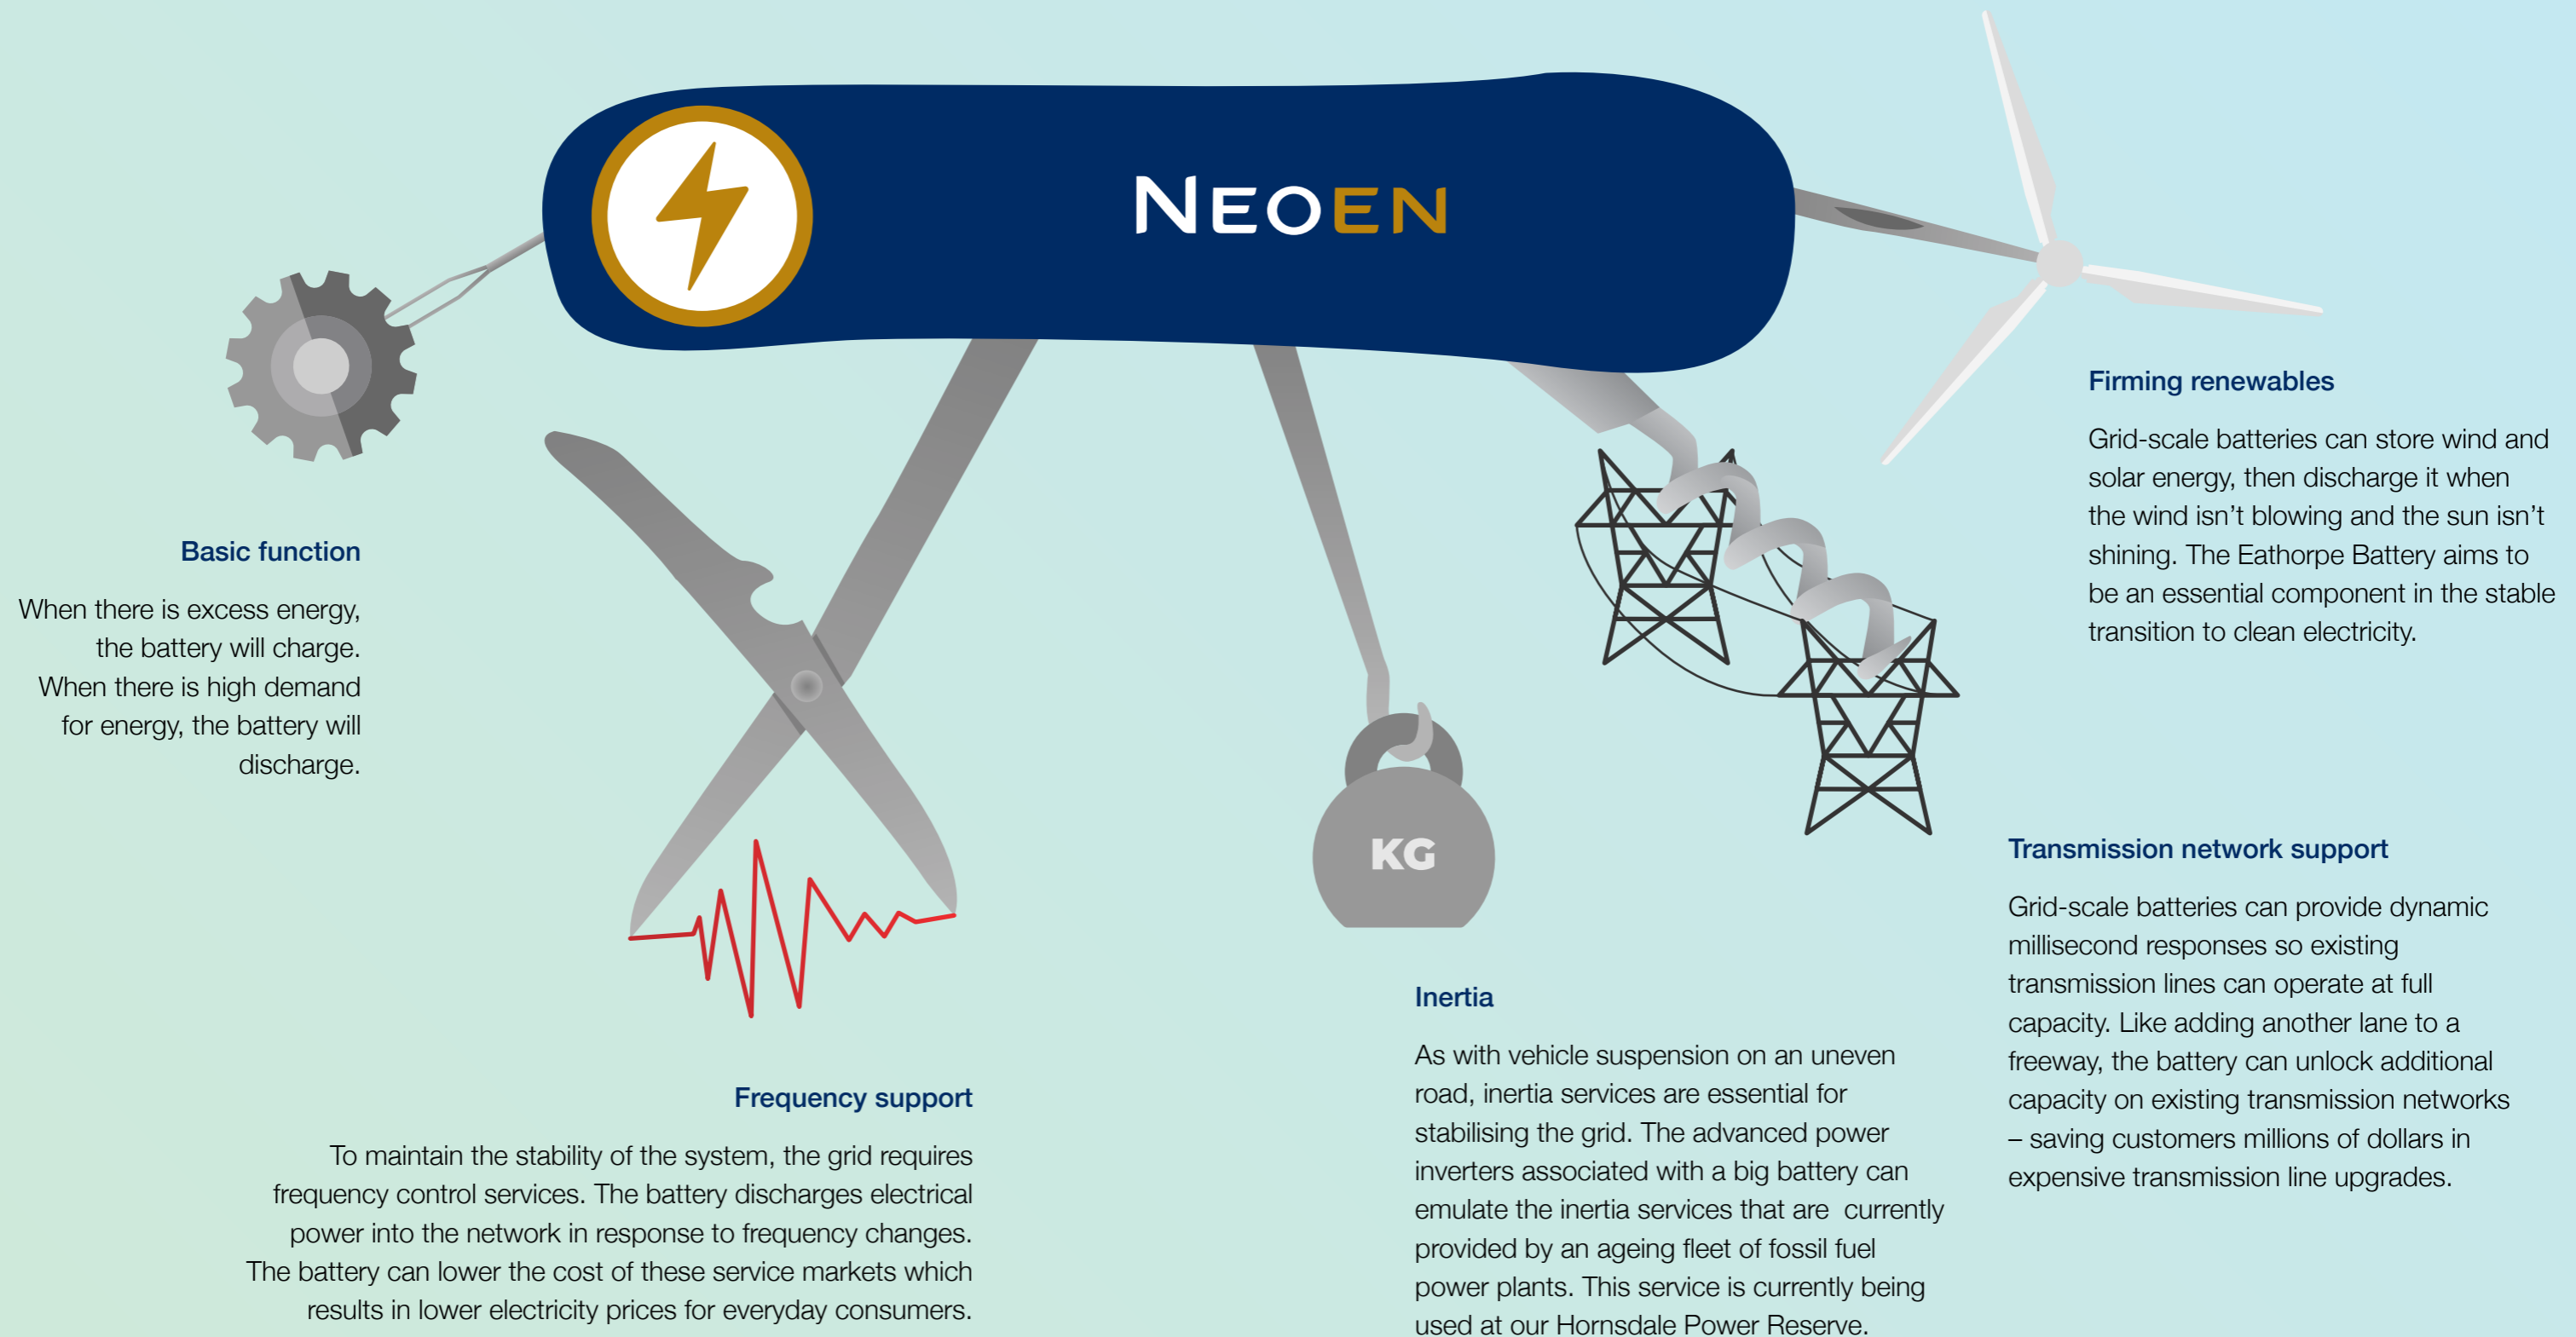 NEOEN
Basic function
When there is excess energy,
the battery will charge.
When there is high demand
for energy, the battery will
discharge.
Frequency support
To maintain the stability of the system, the grid requires
frequency control services. The battery discharges electrical
power into the network in response to frequency changes.
The battery can lower the cost of these service markets which
results in lower electricity prices for everyday consumers.
KG
Inertia
As with vehicle suspension on an uneven
road, inertia services are essential for
stabilising the grid. The advanced power
inverters associated with a big battery can
emulate the inertia services that are currently
provided by an ageing fleet of fossil fuel
power plants. This service is currently being
used at our Hornsdale Power Reserve.
Firming renewables
Grid-scale batteries can store wind and
solar energy, then discharge it when
the wind isn’t blowing and the sun isn’t
shining. The Eathorpe Battery aims to
be an essential component in the stable
transition to clean electricity.
Transmission network support
Grid-scale batteries can provide dynamic
millisecond responses so existing
transmission lines can operate at full
capacity. Like adding another lane to a
freeway, the battery can unlock additional
capacity on existing transmission networks
– saving customers millions of dollars in
expensive transmission line upgrades.